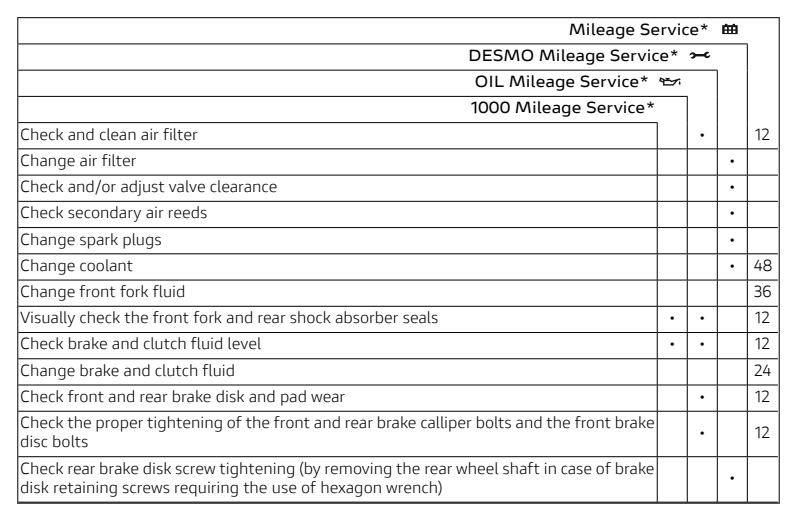 Mileage Service*
DESMO Mileage Service*
OIL Mileage Service*
1000 Mileage Service*
Check and clean air filter • 12
Change air filter •
Check and/or adjust valve clearance •
Check secondary air reeds •
Change spark plugs •
Change coolant • 48
Change front fork fluid 36
Visually check the front fork and rear shock absorber seals • • 12
Check brake and clutch fluid level • • 12
Change brake and clutch fluid 24
Check front and rear brake disk and pad wear • 12
Check the proper tightening of the front and rear brake calliper bolts and the front brake
disc bolts • 12
Check rear brake disk screw tightening (by removing the rear wheel shaft in case of brake
disk retaining screws requiring the use of hexagon wrench) •